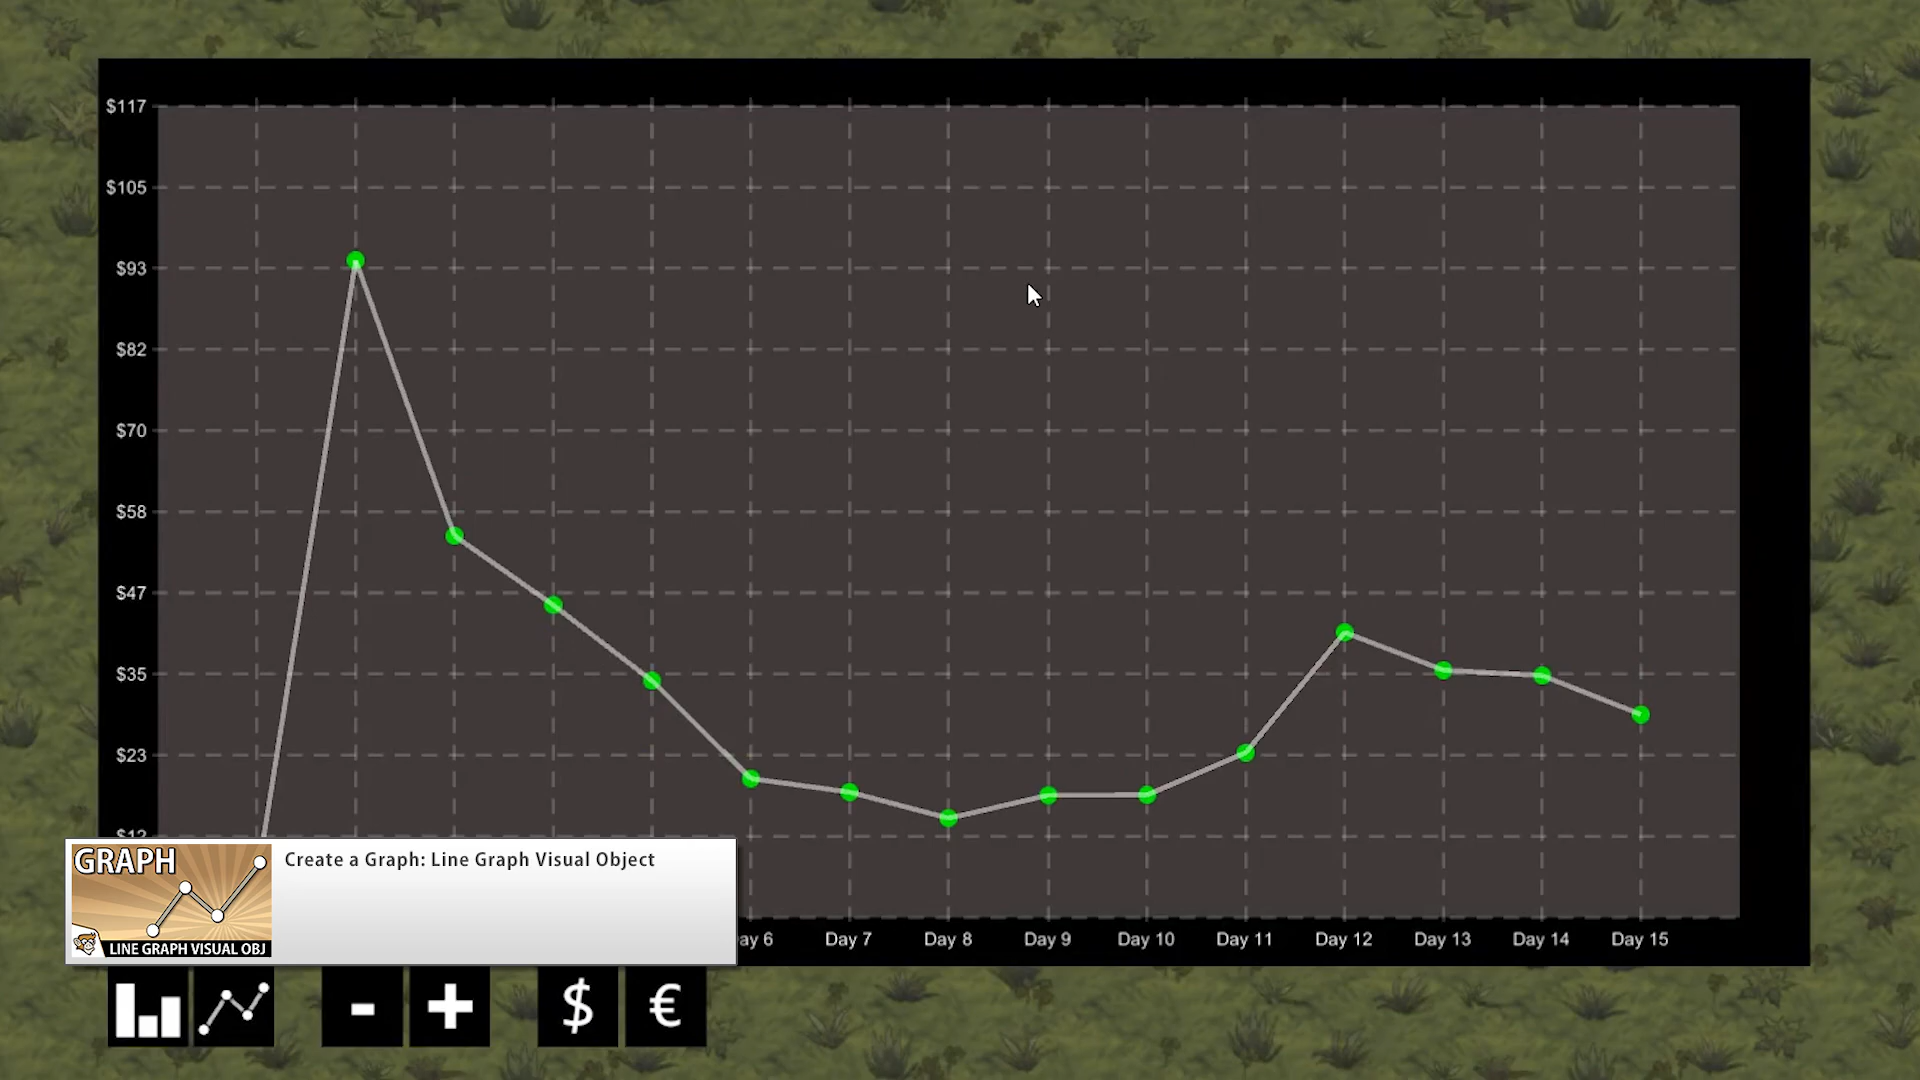 $117
$105
$93
$82
$70
$58
$47
$35
$23
$12
GRAPH
LINE GRAPH VISUAL OBJ
Create a Graph: Line Graph Visual Object
ay 6
Day 7
Day 8
Day 9
Day 10
Day 11
Day 12
Day 13
Day 14
Day 15
- + $ €